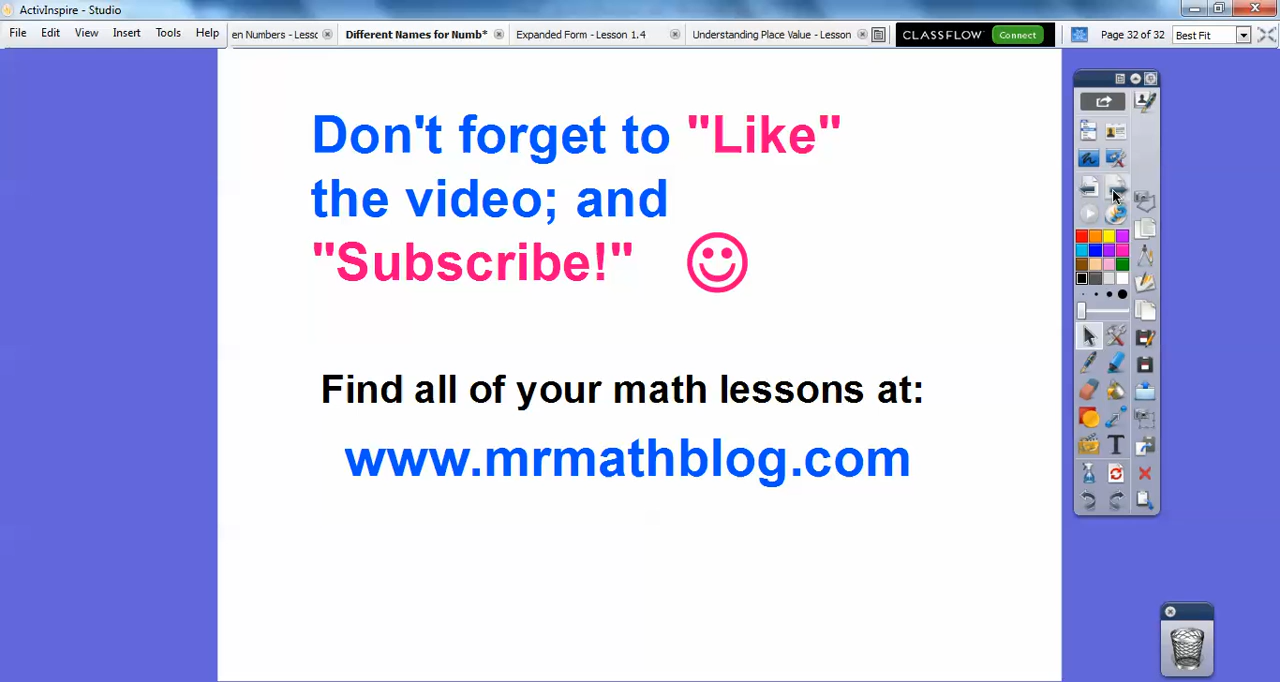 ActivInspire - Studio
File Edit View Insert Tools Help
en Numbers - Lessc Different Names for Numb* Expanded Form - Lesson 1.4 Understanding Place Value - Lesson CLASSFLOW Connect Page 32 of 32 Best Fit
Don't forget to "Like"
the video; and
"Subscribe!"
Find all of your math lessons at:
www.mrmathblog.com